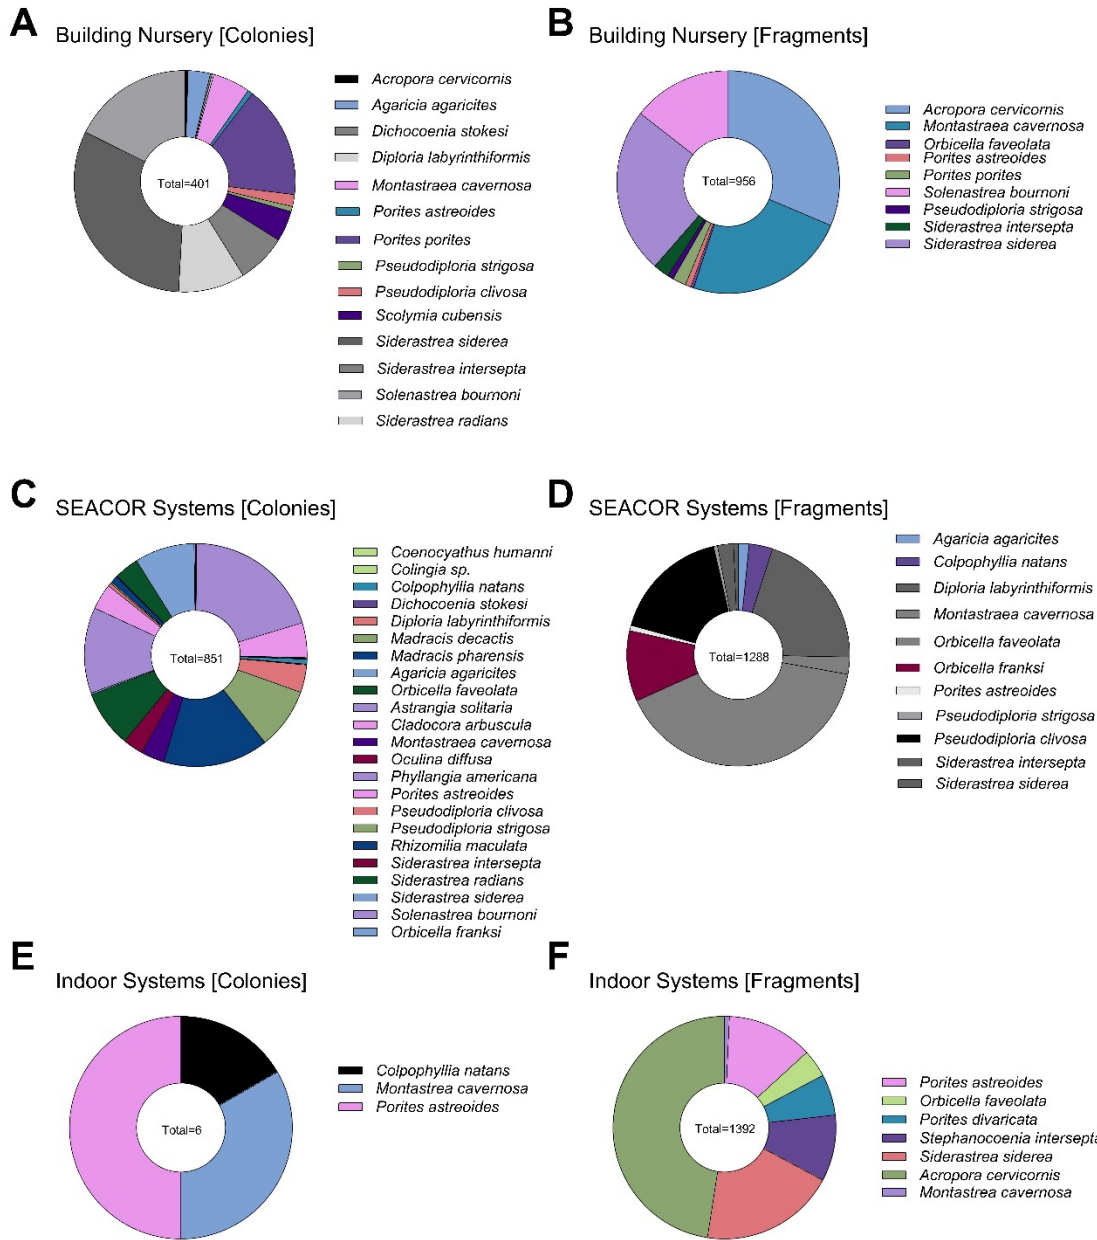 A
Building Nursery [Colonies]
Total=401
Acropora cervicornis
Agaricia agaricites
Dichocoenia stokesi
Diploria labyrinthiformis
Montastraea cavernosa
Porites astreoides
Porites porites
Pseudodiploria strigosa
Pseudodiploria clivosa
Scolymia cubensis
Siderastrea siderea
Siderastrea intersepta
Solenastrea bournoni
Siderastrea radians
B
Building Nursery [Fragments]
Total=956
Acropora cervicornis
Montastraea cavernosa
Orbicella faveolata
Porites astreoides
Porites porites
Solenastrea bournoni
Pseudodiploria strigosa
Siderastrea intersepta
Siderastrea siderea
C
SEACOR Systems [Colonies]
Total=851
Coenocyathus humanni
Colingia sp.
Colpophyllia natans
Dichocoenia stokesi
Diploria labyrinthiformis
Madracis decactis
Madracis pharensis
Agaricia agaricites
Orbicella faveolata
Astrangia solitaria
Cladocora arbuscula
Montastraea cavernosa
Oculina diffusa
Phyllangia americana
Porites astreoides
Pseudodiploria clivosa
Pseudodiploria strigosa
Rhizomilia maculata
Siderastrea intersepta
Siderastrea radians
Siderastrea siderea
Solenastrea bournoni
Orbicella franksi
D
SEACOR Systems [Fragments]
Total=1288
Agaricia agaricites
Colpophyllia natans
Diploria labyrinthiformis
Montastraea cavernosa
Orbicella faveolata
Orbicella franksi
Porites astreoides
Pseudodiploria strigosa
Pseudodiploria clivosa
Siderastrea intersepta
Siderastrea siderea
E
Indoor Systems [Colonies]
Total=6
Colpophyllia natans
Montastrea cavernosa
Porites astreoides
F
Indoor Systems [Fragments]
Total=1392
Porites astreoides
Orbicella faveolata
Porites divaricata
Stephanocoenia intersepta
Siderastrea siderea
Acropora cervicornis
Montastrea cavernosa